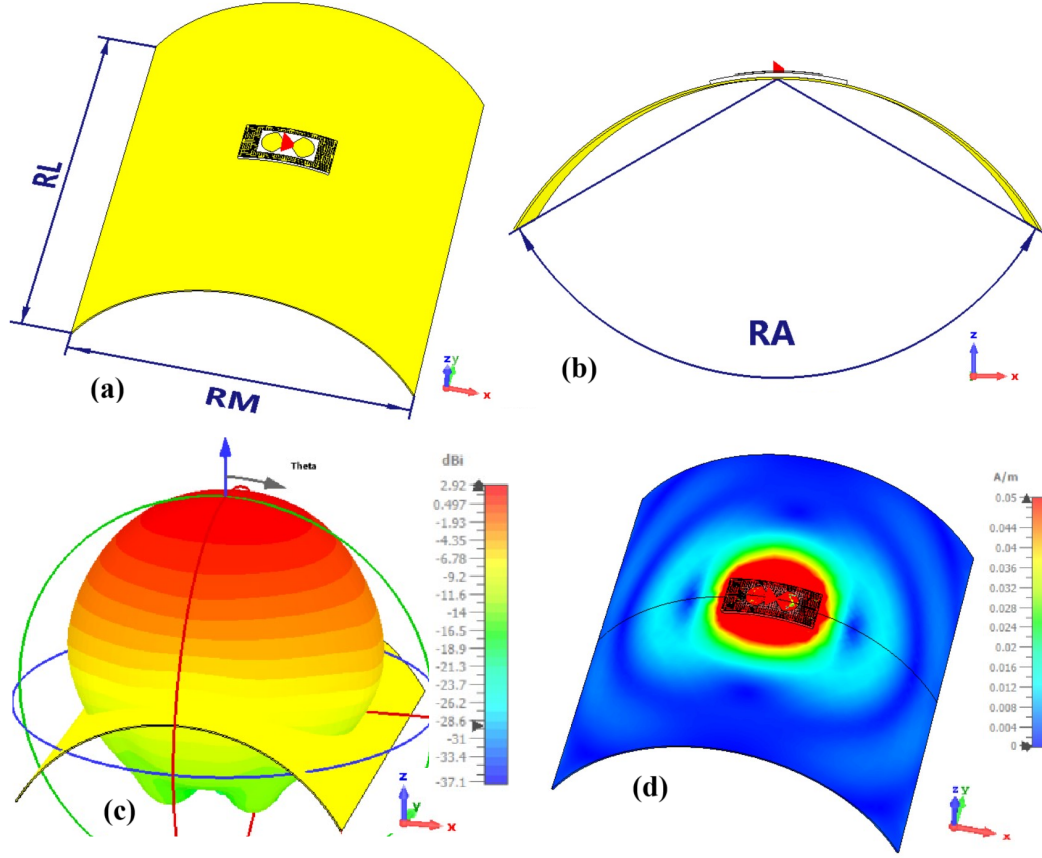 RL
RM
(a)
z y
x
RA
(b)
z
x
Theta
(c)
z
y
x
dBi
2.92
0.497
-1.93
-4.35
-6.78
-9.2
-11.6
-14
-16.5
-18.9
-21.3
-23.7
-26.2
-28.6
-31
-33.4
-37.1
(d)
z y
x
A/m
0.05
0.044
0.04
0.036
0.032
0.028
0.024
0.02
0.016
0.012
0.008
0.004
0